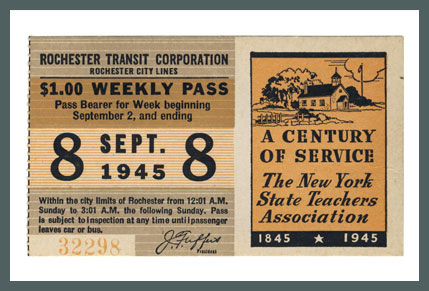 ROCHESTER TRANSIT CORPORATION
ROCHESTER CITY LINES
$1.00 WEEKLY PASS
Pass Bearer for Week beginning
September 2, and ending
8 SEPT. 8
1945
Within the city limits of Rochester from 12:01 A.M.
Sunday to 3:01 A.M. the following Sunday. Pass
is subject to inspection at any time until passenger
leaves car or bus.
32298
PRESIDENT
A CENTURY
OF SERVICE
The New York
State Teachers
Association
1845 ★ 1945